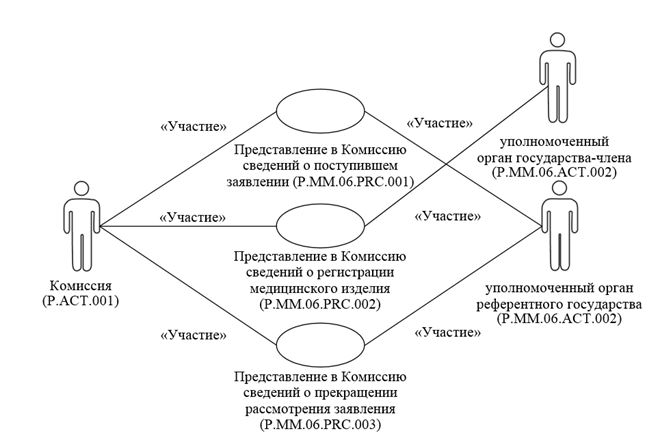 «Участие»
«Участие»
Представление в Комиссию
сведений о поступившем
заявлении (P.MM.06.PRC.001)
уполномоченный
орган государства-члена
(P.MM.06.ACT.002)
«Участие»
«Участие»
Представление в Комиссию
сведений о регистрации
медицинского изделия
(P.MM.06.PRC.002)
Комиссия
(P.ACT.001)
уполномоченный орган
референтного государства
(P.MM.06.ACT.002)
«Участие»
«Участие»
Представление в Комиссию
сведений о прекращении
рассмотрения заявления
(P.MM.06.PRC.003)